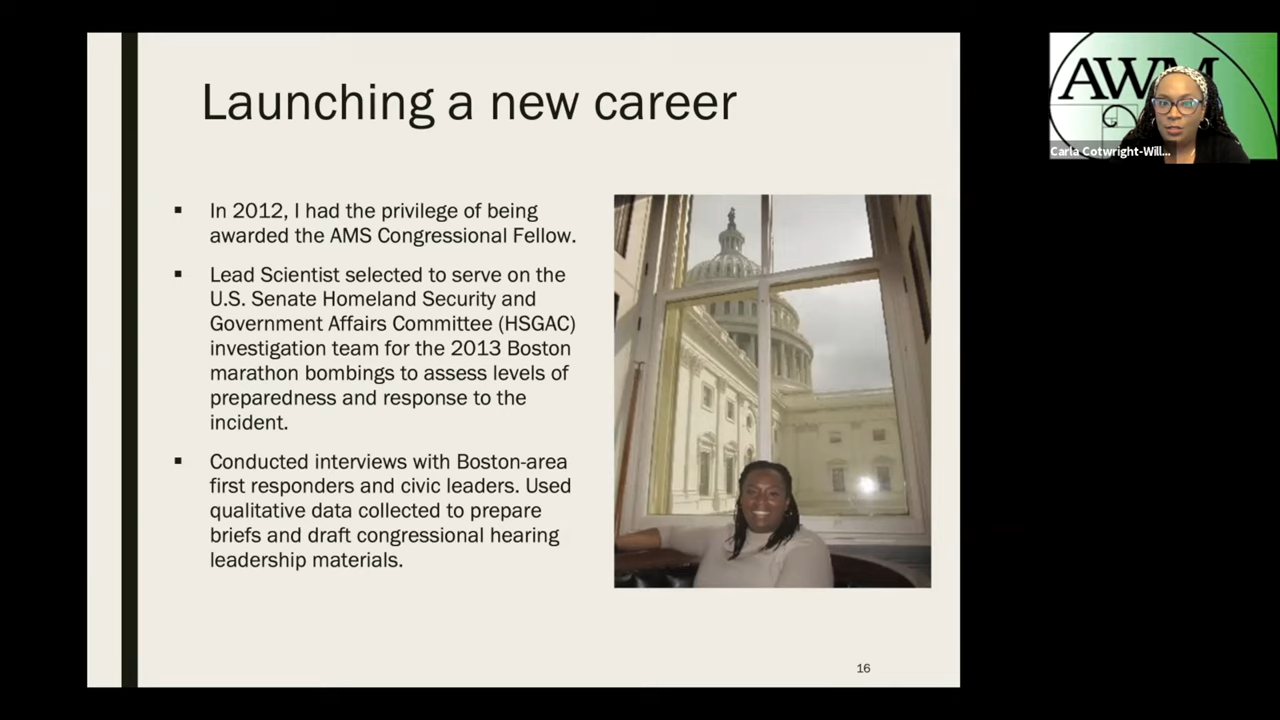 Launching a new career
▪ In 2012, I had the privilege of being
awarded the AMS Congressional Fellow.
▪ Lead Scientist selected to serve on the
U.S. Senate Homeland Security and
Government Affairs Committee (HSGAC)
investigation team for the 2013 Boston
marathon bombings to assess levels of
preparedness and response to the
incident.
▪ Conducted interviews with Boston-area
first responders and civic leaders. Used
qualitative data collected to prepare
briefs and draft congressional hearing
leadership materials.
16
AWM
Carla Cotwright-Will...